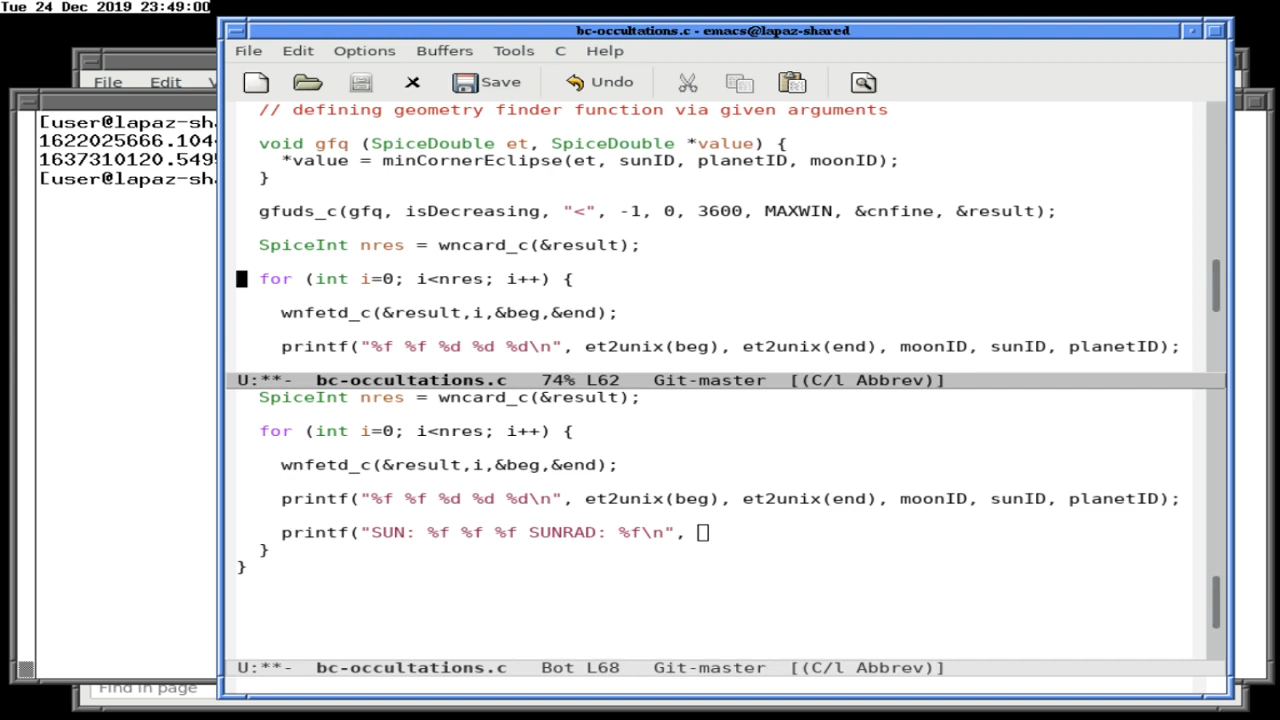 Tue 24 Dec 2019 23:49:00
bc-occultations.c - emacs@lapaz-shared
File Edit Options Buffers Tools C Help
File Edit V
Save Undo
[user@lapaz-sha
1622025666.104
1637310120.549
[user@lapaz-sha
// defining geometry finder function via given arguments
void gfq (SpiceDouble et, SpiceDouble *value) {
*value = minCornerEclipse(et, sunID, planetID, moonID);
}
gfuds_c(gfq, isDecreasing, "<", -1, 0, 3600, MAXWIN, &cnfine, &result);
SpiceInt nres = wncard_c(&result);
for (int i=0; i<nres; i++) {
wnfetd_c(&result,i,&beg,&end);
printf("%f %f %d %d %d\n", et2unix(beg), et2unix(end), moonID, sunID, planetID);
U:**- bc-occultations.c 74% L62 Git-master [(C/l Abbrev)]
SpiceInt nres = wncard_c(&result);
for (int i=0; i<nres; i++) {
wnfetd_c(&result,i,&beg,&end);
printf("%f %f %d %d %d\n", et2unix(beg), et2unix(end), moonID, sunID, planetID);
printf("SUN: %f %f %f SUNRAD: %f\n",
}
}
U:**- bc-occultations.c Bot L68 Git-master [(C/l Abbrev)]
Find in page